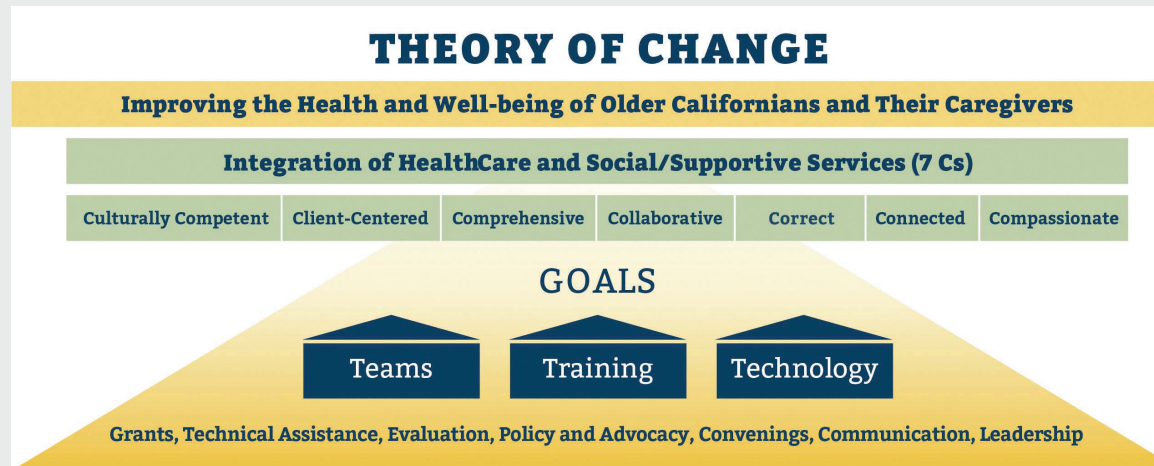 THEORY OF CHANGE
Improving the Health and Well-being of Older Californians and Their Caregivers
Integration of HealthCare and Social/Supportive Services (7 Cs)
Culturally Competent
Client-Centered
Comprehensive
Collaborative
Correct
Connected
Compassionate
GOALS
Teams
Training
Technology
Grants, Technical Assistance, Evaluation, Policy and Advocacy, Convenings, Communication, Leadership